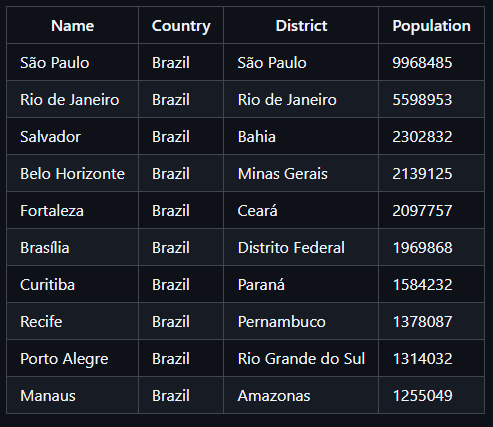 Name Country District Population
São Paulo Brazil São Paulo 9968485
Rio de Janeiro Brazil Rio de Janeiro 5598953
Salvador Brazil Bahia 2302832
Belo Horizonte Brazil Minas Gerais 2139125
Fortaleza Brazil Ceará 2097757
Brasília Brazil Distrito Federal 1969868
Curitiba Brazil Paraná 1584232
Recife Brazil Pernambuco 1378087
Porto Alegre Brazil Rio Grande do Sul 1314032
Manaus Brazil Amazonas 1255049